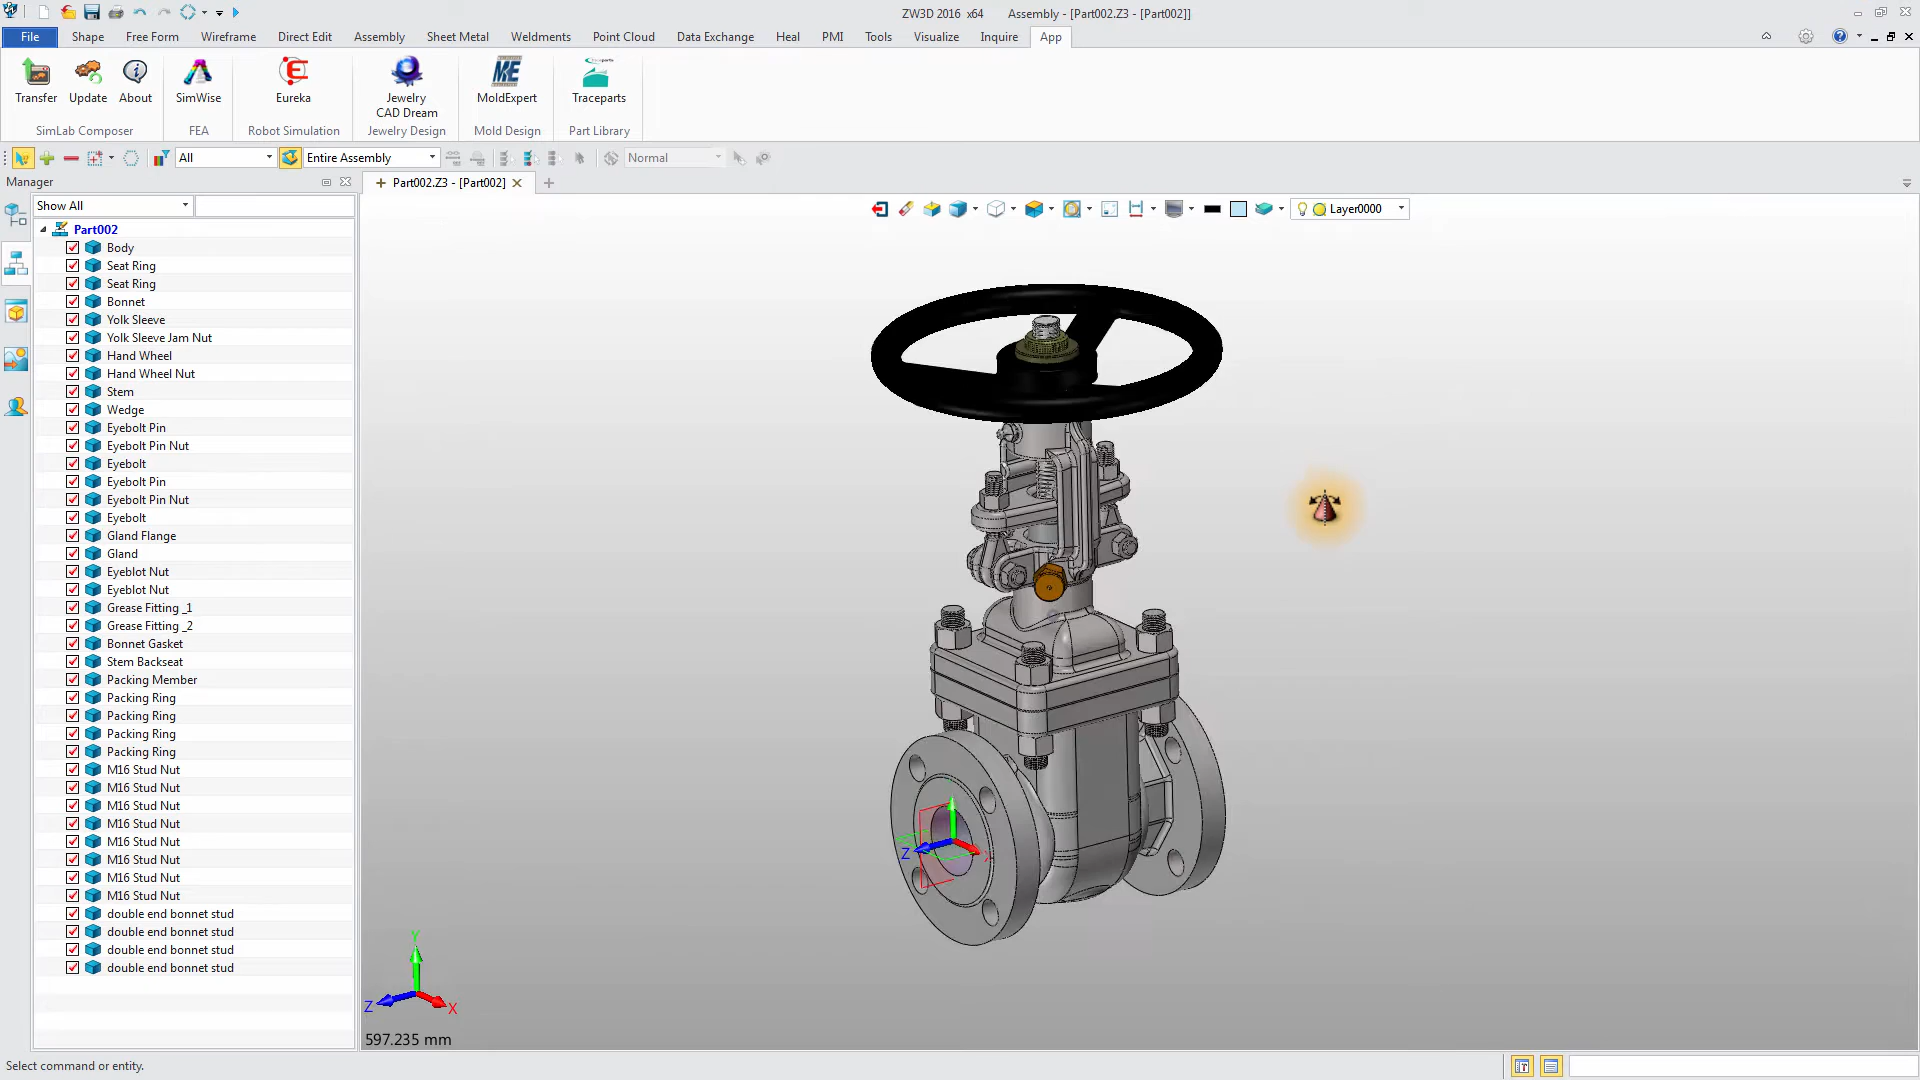 ZW3D 2016  x64 Assembly - [Part002.Z3 - [Part002]]
File Shape Free Form Wireframe Direct Edit Assembly Sheet Metal Weldments Point Cloud Data Exchange Heal PMI Tools Visualize Inquire App
Transfer Update About SimWise Eureka Jewelry CAD Dream MoldExpert Traceparts
SimLab Composer FEA Robot Simulation Jewelry Design Mold Design Part Library
All Entire Assembly Normal
Manager
Part002.Z3 - [Part002]
Show All
Layer0000
Part002
Body
Seat Ring
Seat Ring
Bonnet
Yolk Sleeve
Yolk Sleeve Jam Nut
Hand Wheel
Hand Wheel Nut
Stem
Wedge
Eyebolt Pin
Eyebolt Pin Nut
Eyebolt
Eyebolt Pin
Eyebolt Pin Nut
Eyebolt
Gland Flange
Gland
Eyeblot Nut
Eyeblot Nut
Grease Fitting _1
Grease Fitting _2
Bonnet Gasket
Stem Backseat
Packing Member
Packing Ring
Packing Ring
Packing Ring
Packing Ring
M16 Stud Nut
M16 Stud Nut
M16 Stud Nut
M16 Stud Nut
M16 Stud Nut
M16 Stud Nut
M16 Stud Nut
M16 Stud Nut
double end bonnet stud
double end bonnet stud
double end bonnet stud
double end bonnet stud
Z X
Y
Z X
597.235 mm
Select command or entity.